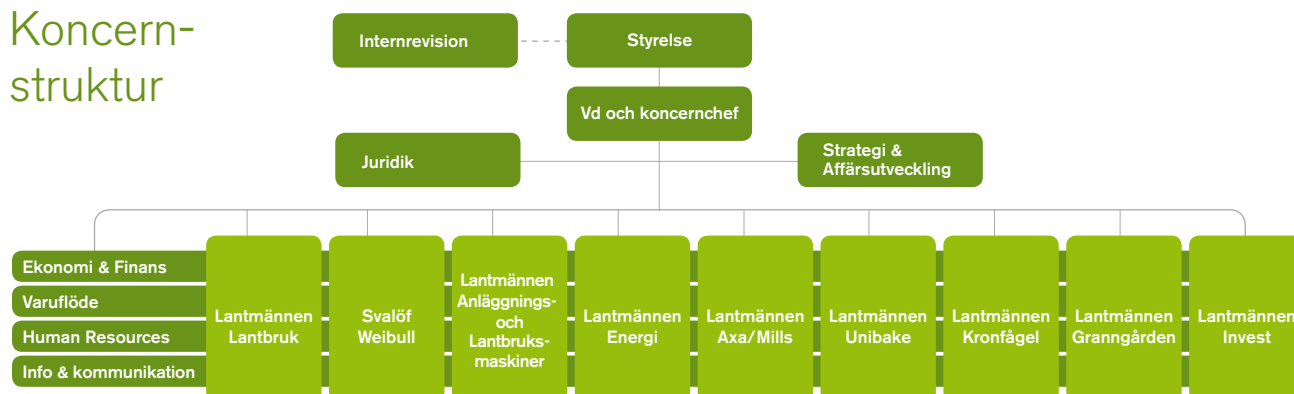 Koncern-
struktur
Internrevision
Styrelse
Vd och koncernchef
Juridik
Strategi &
Affärsutveckling
Ekonomi & Finans
Varuflöde
Human Resources
Info & kommunikation
Lantmännen
Lantbruk
Svalöf
Weibull
Lantmännen
Anläggnings-
och
Lantbruks-
maskiner
Lantmännen
Energi
Lantmännen
Axa/Mills
Lantmännen
Unibake
Lantmännen
Kronfågel
Lantmännen
Granngården
Lantmännen
Invest